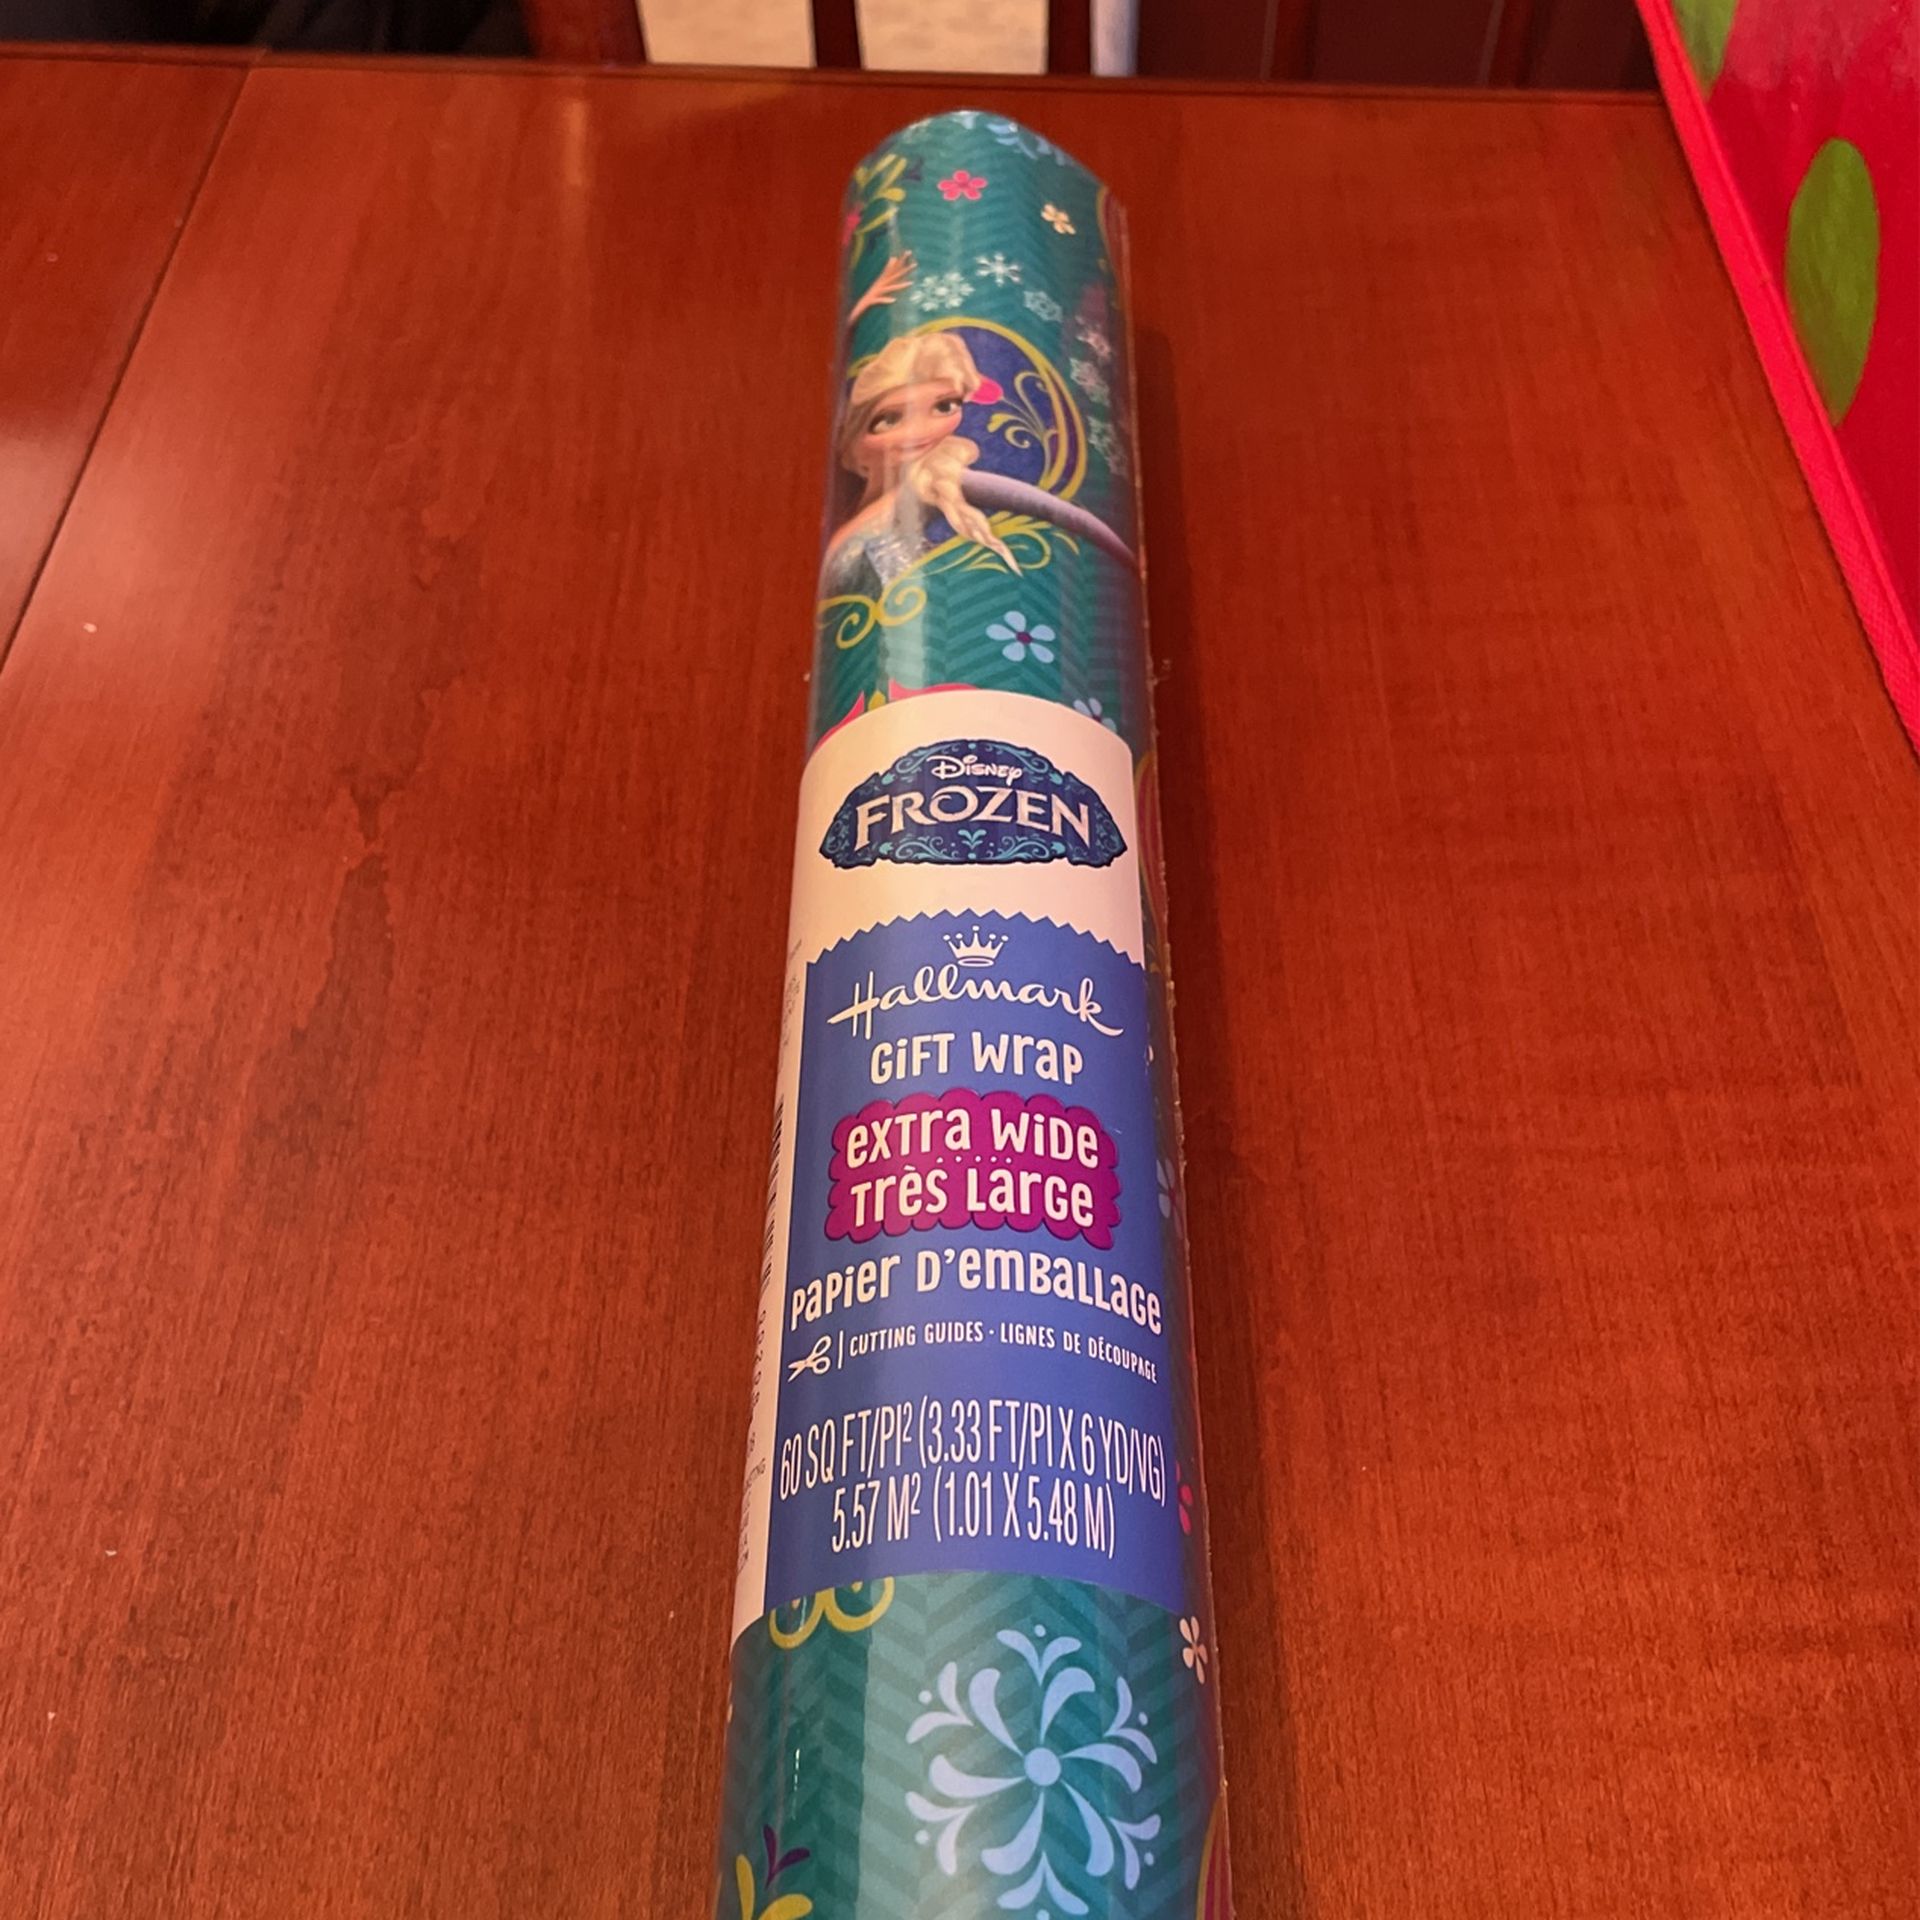 Disney
FROZEN
Hallmark
GIFT WraP
exTra WIDe
Très LarGe
PaPier D'emBaLLaGe
CUTTING GUIDES · LIGNES DE DÉCOUPAGE
60 SQ FT/PI² (3.33 FT/PI X 6 YD/VG)
5.57 M² (1.01 X 5.48 M)